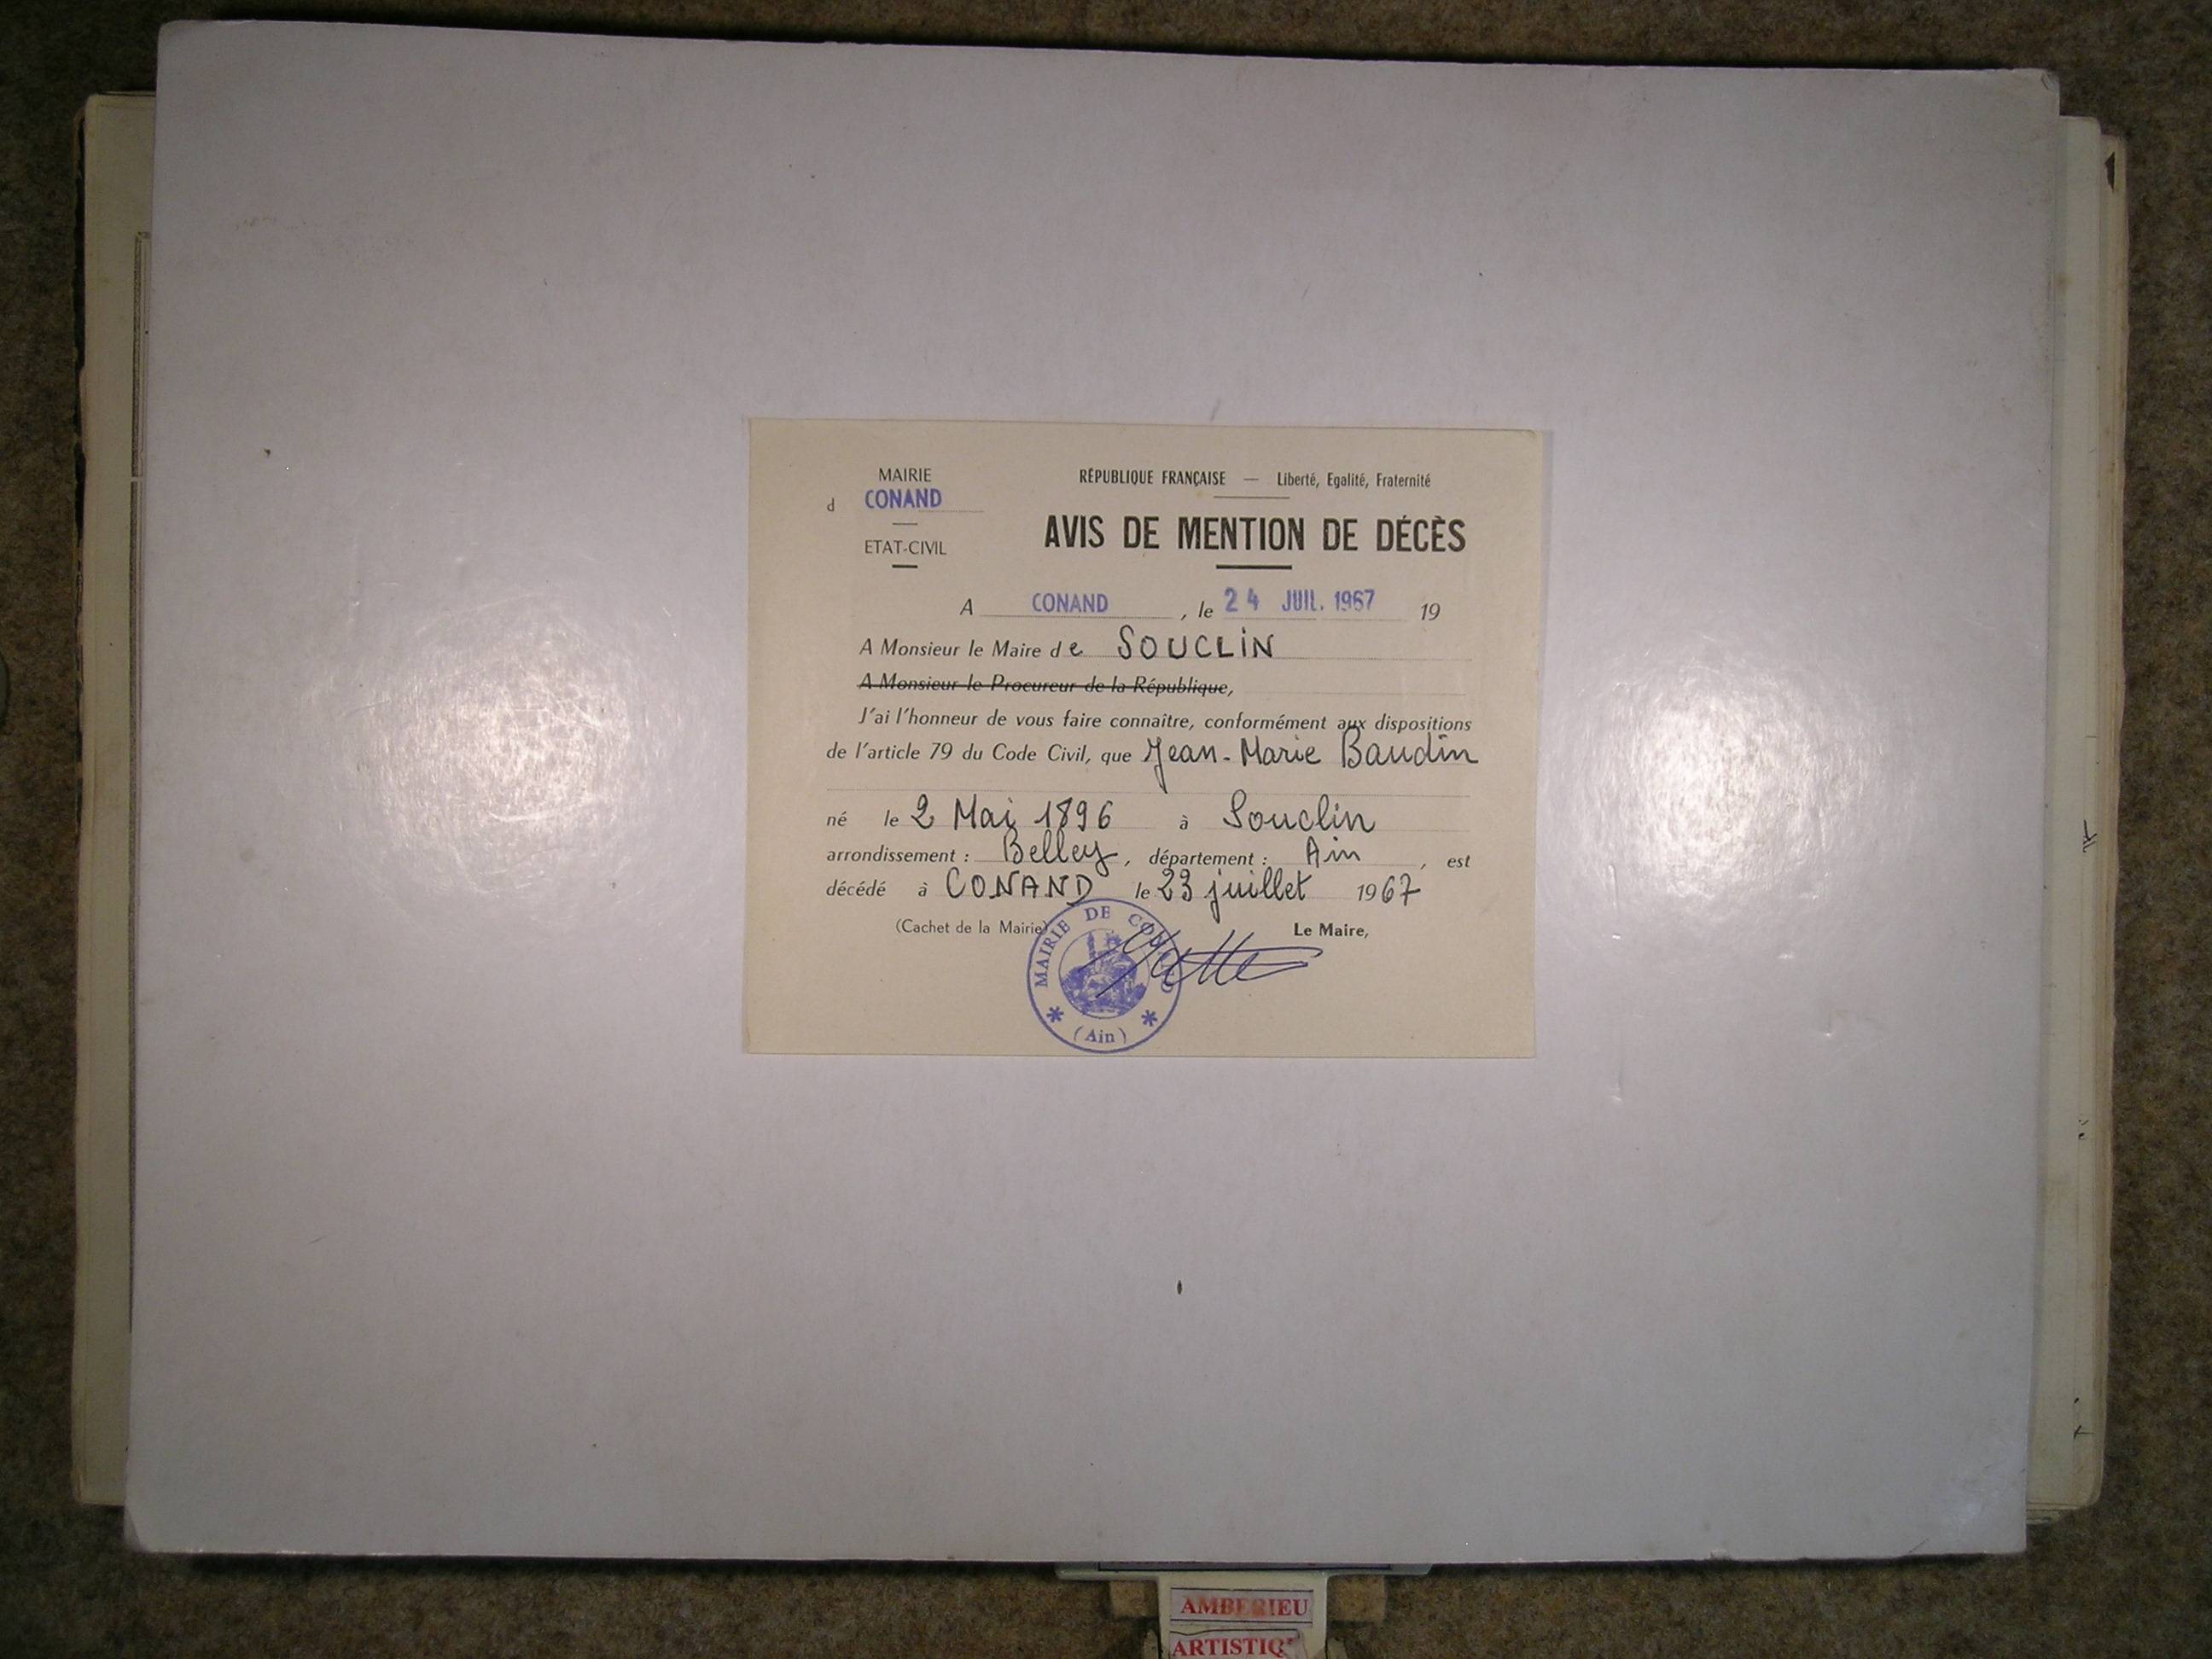 MAIRIE
d CONAND
ETAT-CIVIL
RÉPUBLIQUE FRANÇAISE — Liberté, Egalité, Fraternité
AVIS DE MENTION DE DÉCÈS
A CONAND, le 24 JUIL. 1967 19
A Monsieur le Maire de SOUCLIN
A Monsieur le Procureur de la République,
J'ai l'honneur de vous faire connaître, conformément aux dispositions
de l'article 79 du Code Civil, que Jean-Marie Baudin
né le 2 Mai 1896 à Souclin
arrondissement : Belley, département : Ain, est
décédé à CONAND le 23 juillet 1967
(Cachet de la Mairie) Le Maire,
MAIRIE DE CONAND
(Ain)
AMBERIEU
ARTISTIQ